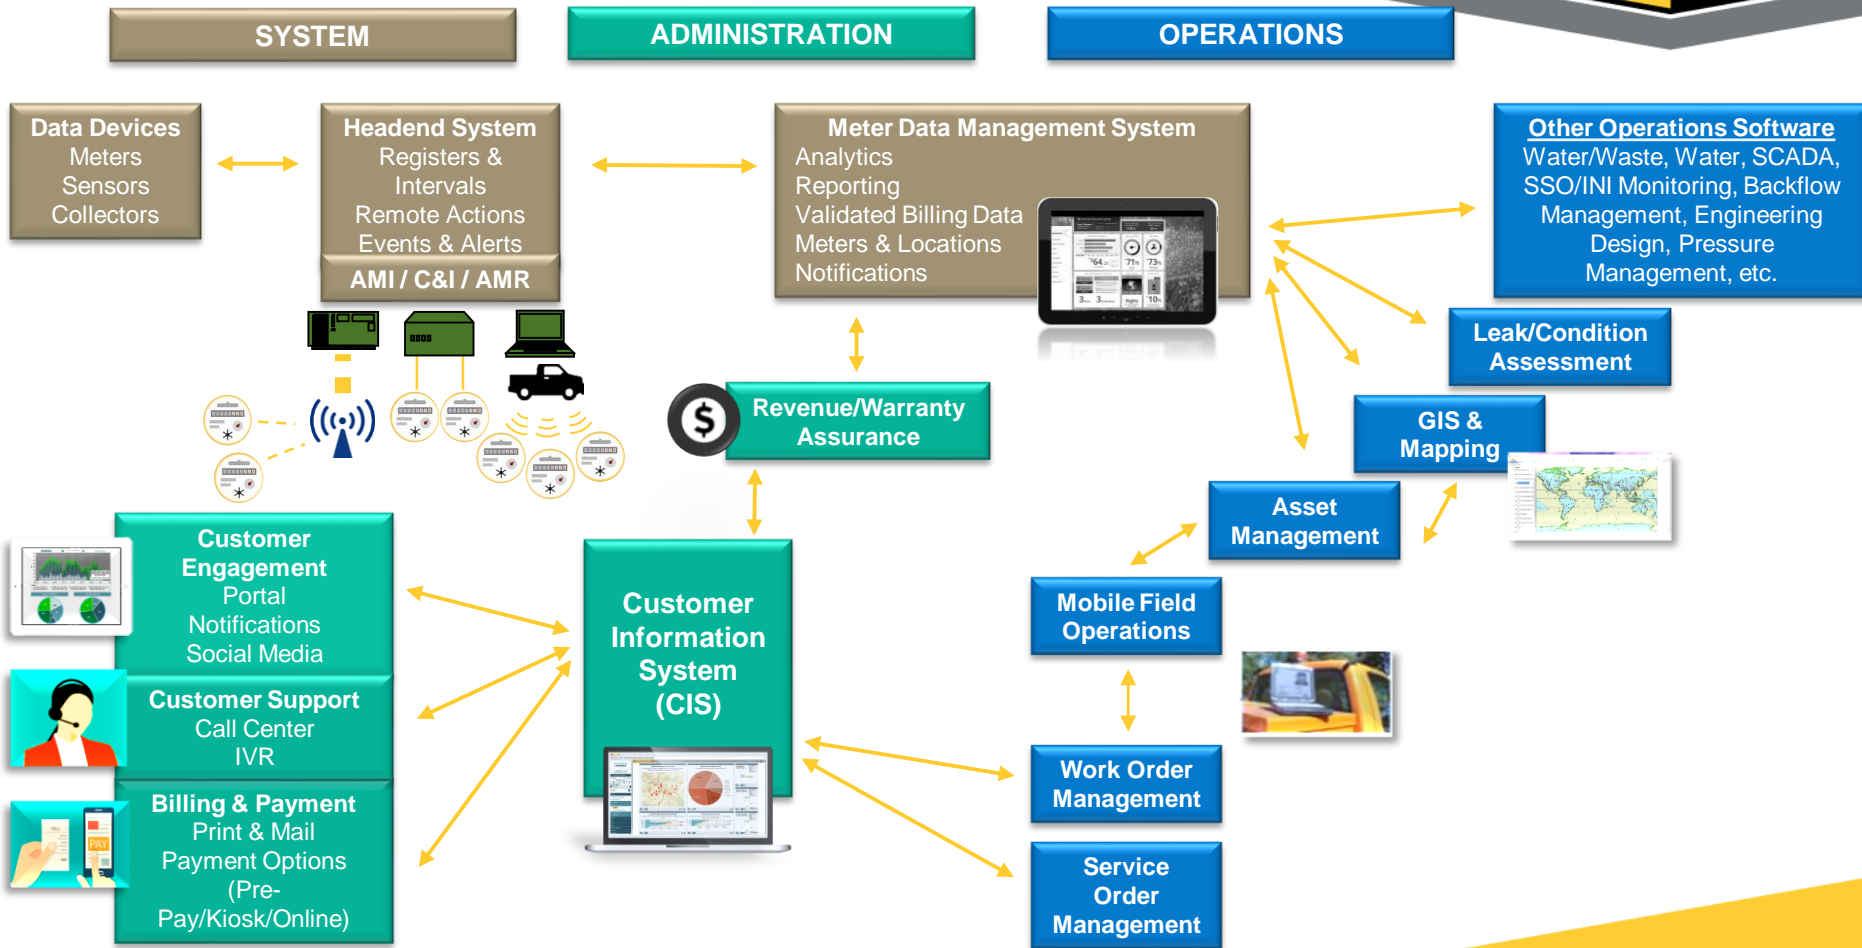 SYSTEM
ADMINISTRATION
OPERATIONS
Data Devices
Meters
Sensors
Collectors
Headend System
Registers &
Intervals
Remote Actions
Events & Alerts
AMI / C&I / AMR
Meter Data Management System
Analytics
Reporting
Validated Billing Data
Meters & Locations
Notifications
64
71%
73%
Other Operations Software
Water/Waste, Water, SCADA,
SSO/INI Monitoring, Backflow
Management, Engineering
Design, Pressure
Management, etc.
Leak/Condition
Assessment
$
Revenue/Warranty
Assurance
GIS &
Mapping
Asset
Management
Customer
Engagement
Portal
Notifications
Social Media
Customer
Information
System
(CIS)
Mobile Field
Operations
Customer Support
Call Center
IVR
Work Order
Management
Billing & Payment
Print & Mail
Payment Options
(Pre-
Pay/Kiosk/Online)
PAY
Service
Order
Management